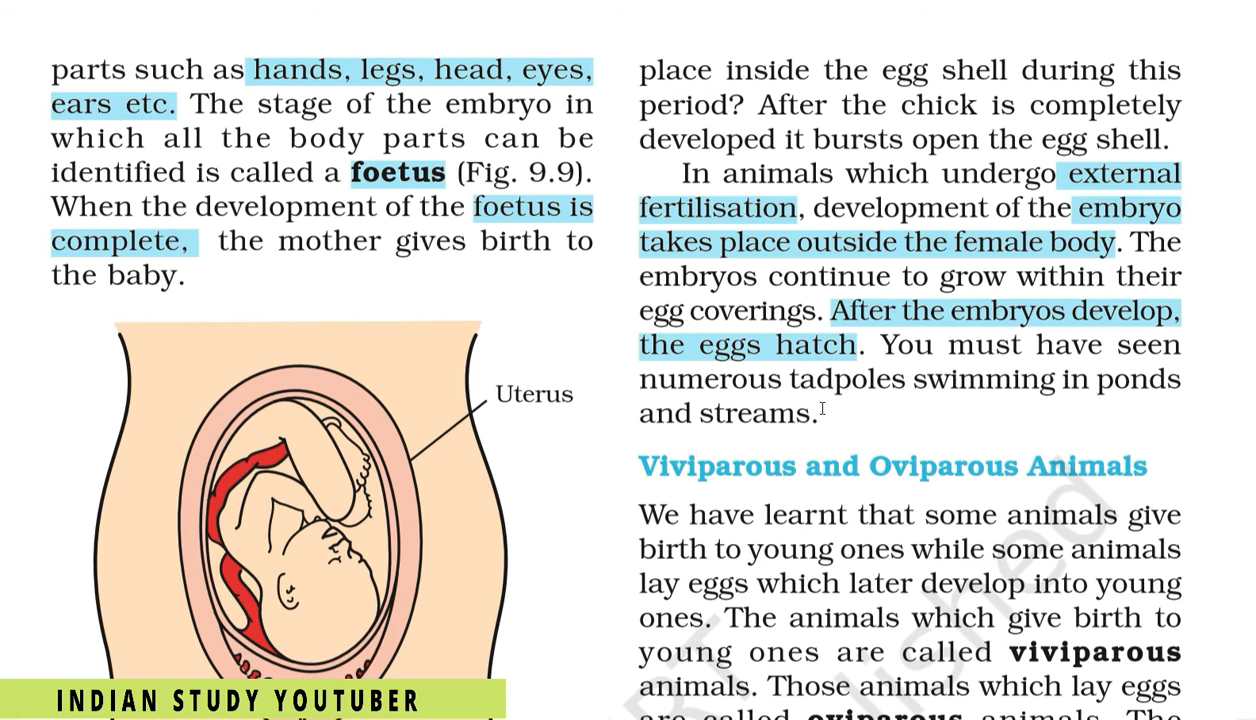 parts such as hands, legs, head, eyes,
ears etc. The stage of the embryo in
which all the body parts can be
identified is called a foetus (Fig. 9.9).
When the development of the foetus is
complete, the mother gives birth to
the baby.
Uterus
INDIAN STUDY YOUTUBER
place inside the egg shell during this
period? After the chick is completely
developed it bursts open the egg shell.
In animals which undergo external
fertilisation, development of the embryo
takes place outside the female body. The
embryos continue to grow within their
egg coverings. After the embryos develop,
the eggs hatch. You must have seen
numerous tadpoles swimming in ponds
and streams.
Viviparous and Oviparous Animals
We have learnt that some animals give
birth to young ones while some animals
lay eggs which later develop into young
ones. The animals which give birth to
young ones are called viviparous
animals. Those animals which lay eggs
are called oviparous animals. The